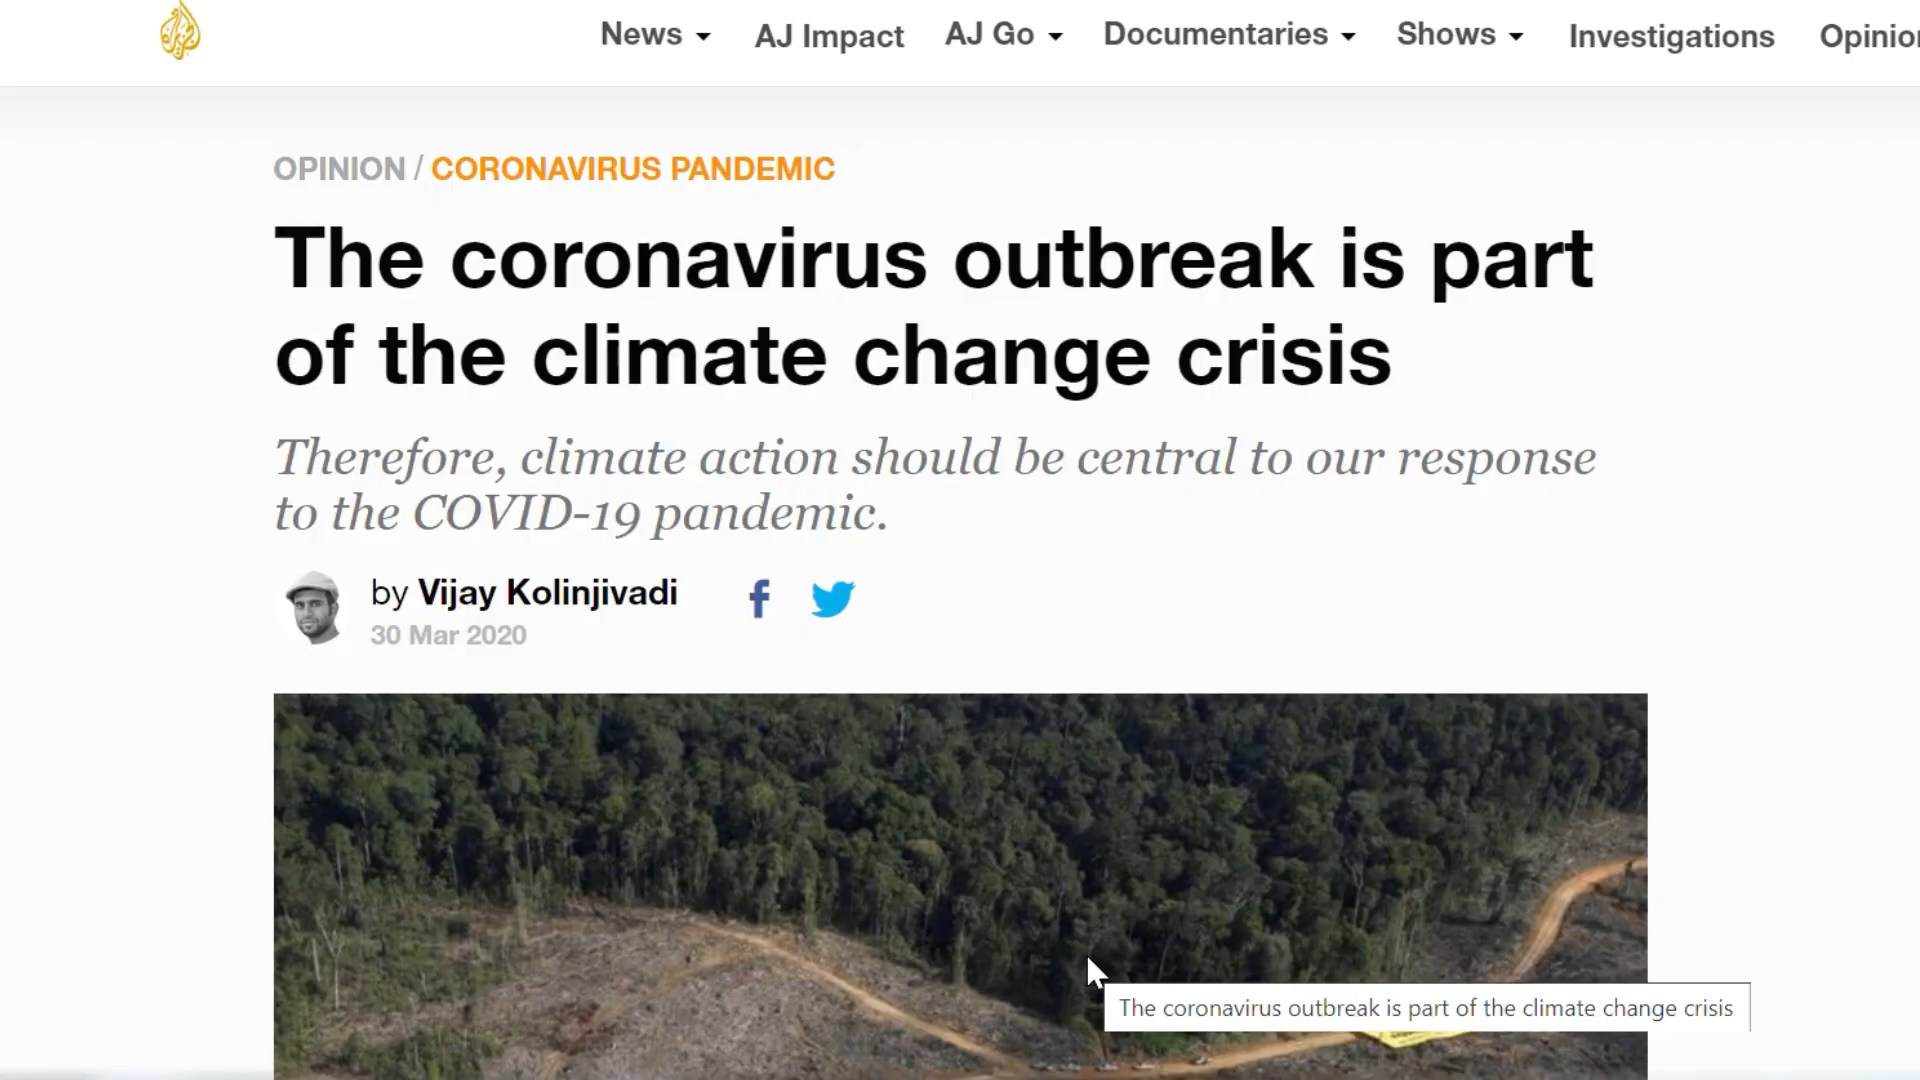 News AJ Impact AJ Go Documentaries Shows Investigations
OPINION / CORONAVIRUS PANDEMIC
The coronavirus outbreak is part
of the climate change crisis
Therefore, climate action should be central to our response
to the COVID-19 pandemic.
by Vijay Kolinjivadi
30 Mar 2020
The coronavirus outbreak is part of the climate change crisis